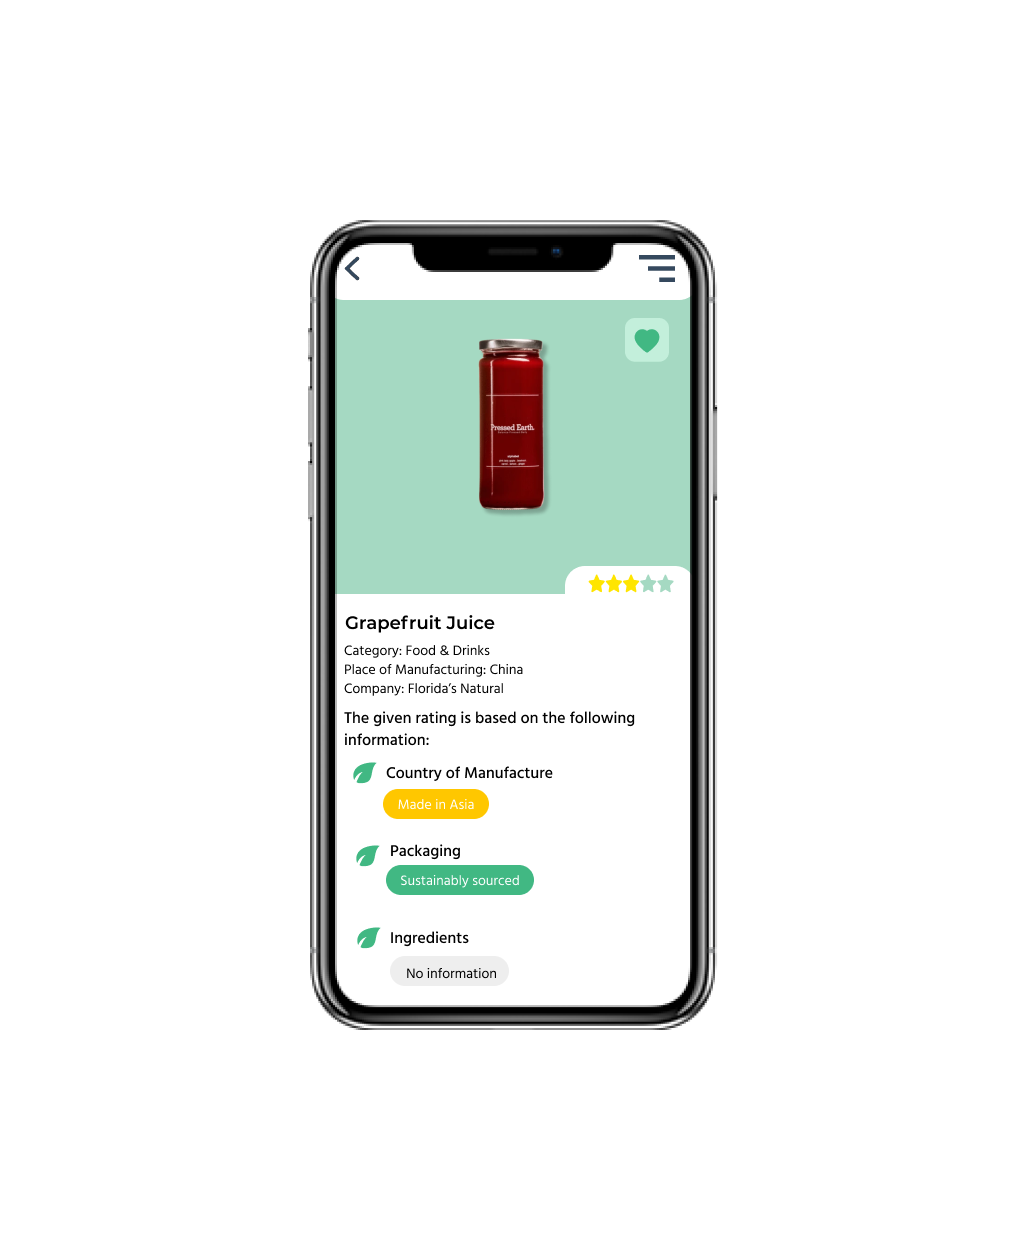 Pressed Earth.
Grapefruit Juice
Category: Food & Drinks
Place of Manufacturing: China
Company: Florida’s Natural
The given rating is based on the following
information:
Country of Manufacture
Made in Asia
Packaging
Sustainably sourced
Ingredients
No information